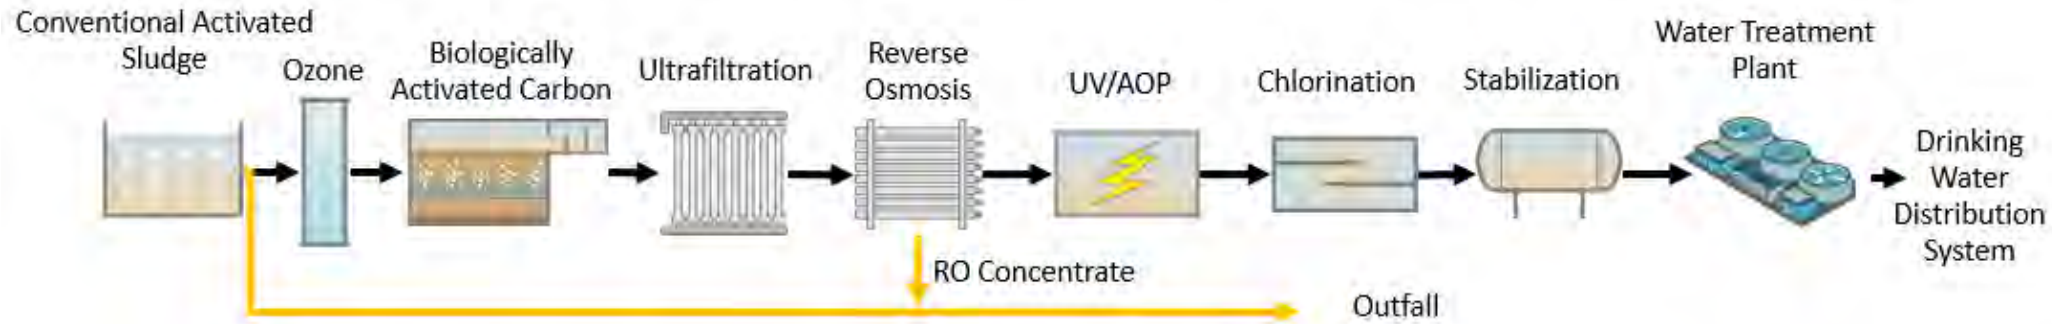 Conventional Activated
Sludge
Ozone
Biologically
Activated Carbon
Ultrafiltration
Reverse
Osmosis
UV/AOP
Chlorination
Stabilization
Water Treatment
Plant
Drinking
Water
Distribution
System
RO Concentrate
Outfall